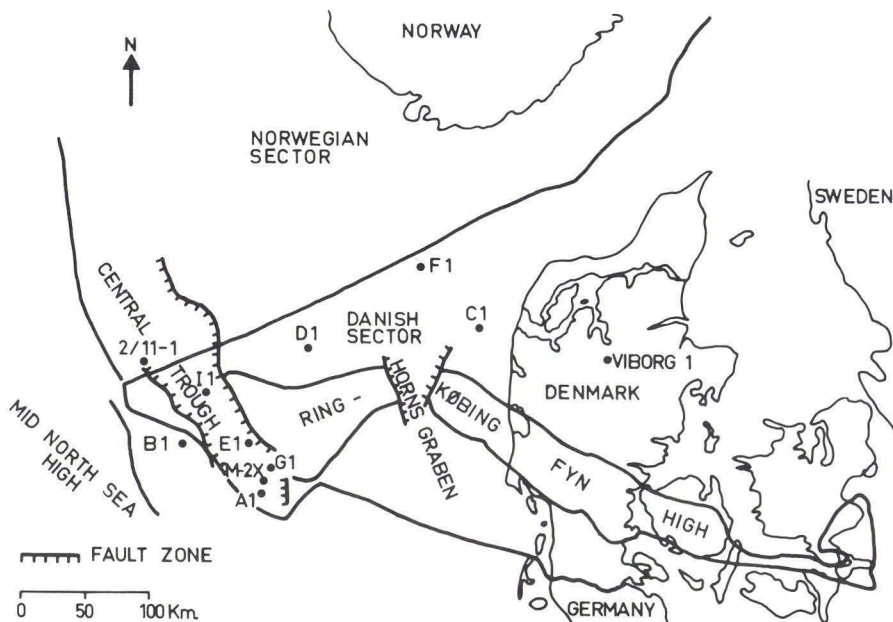 NORWAY
N
NORWEGIAN
SECTOR
SWEDEN
CENTRAL
TROUGH
F1
C1
D1
DANISH
SECTOR
2/11-1
VIBORG 1
I1
HORNS GRABEN
DENMARK
RING-
KØBING
FYN
HIGH
MID NORTH SEA
HIGH
B1
E1
G1
M-2X
A1
FAULT ZONE
0 50 100 Km.
GERMANY